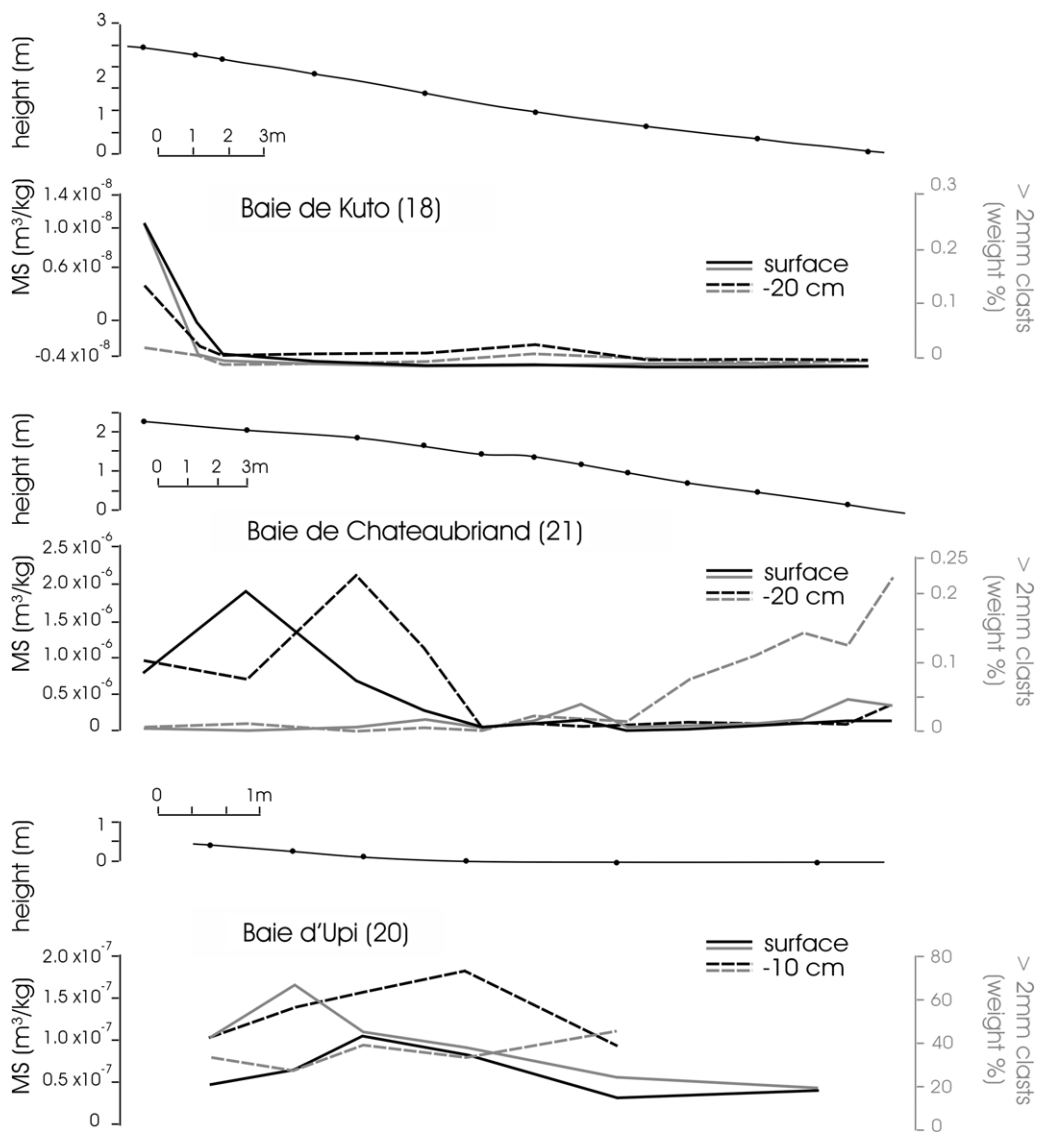 height (m)
3
2
1
0
0 1 2 3m
MS (m³/kg)
1.4 x10⁻⁸
1.0 x10⁻⁸
0.6 x10⁻⁸
0
-0.4 x10⁻⁸
Baie de Kuto (18)
surface
-20 cm
0.3
0.2
0.1
0
> 2mm clasts
(weight %)
height (m)
2
1
0
0 1 2 3m
Baie de Chateaubriand (21)
MS (m³/kg)
2.5 x10⁻⁶
2.0 x10⁻⁶
1.5 x10⁻⁶
1.0 x10⁻⁶
0.5 x10⁻⁶
0
surface
-20 cm
0.25
0.2
0.1
0
> 2mm clasts
(weight %)
0 1m
height (m)
1
0
Baie d'Upi (20)
MS (m³/kg)
2.0 x10⁻⁷
1.5 x10⁻⁷
1.0 x10⁻⁷
0.5 x10⁻⁷
0
surface
-10 cm
80
60
40
20
0
> 2mm clasts
(weight %)